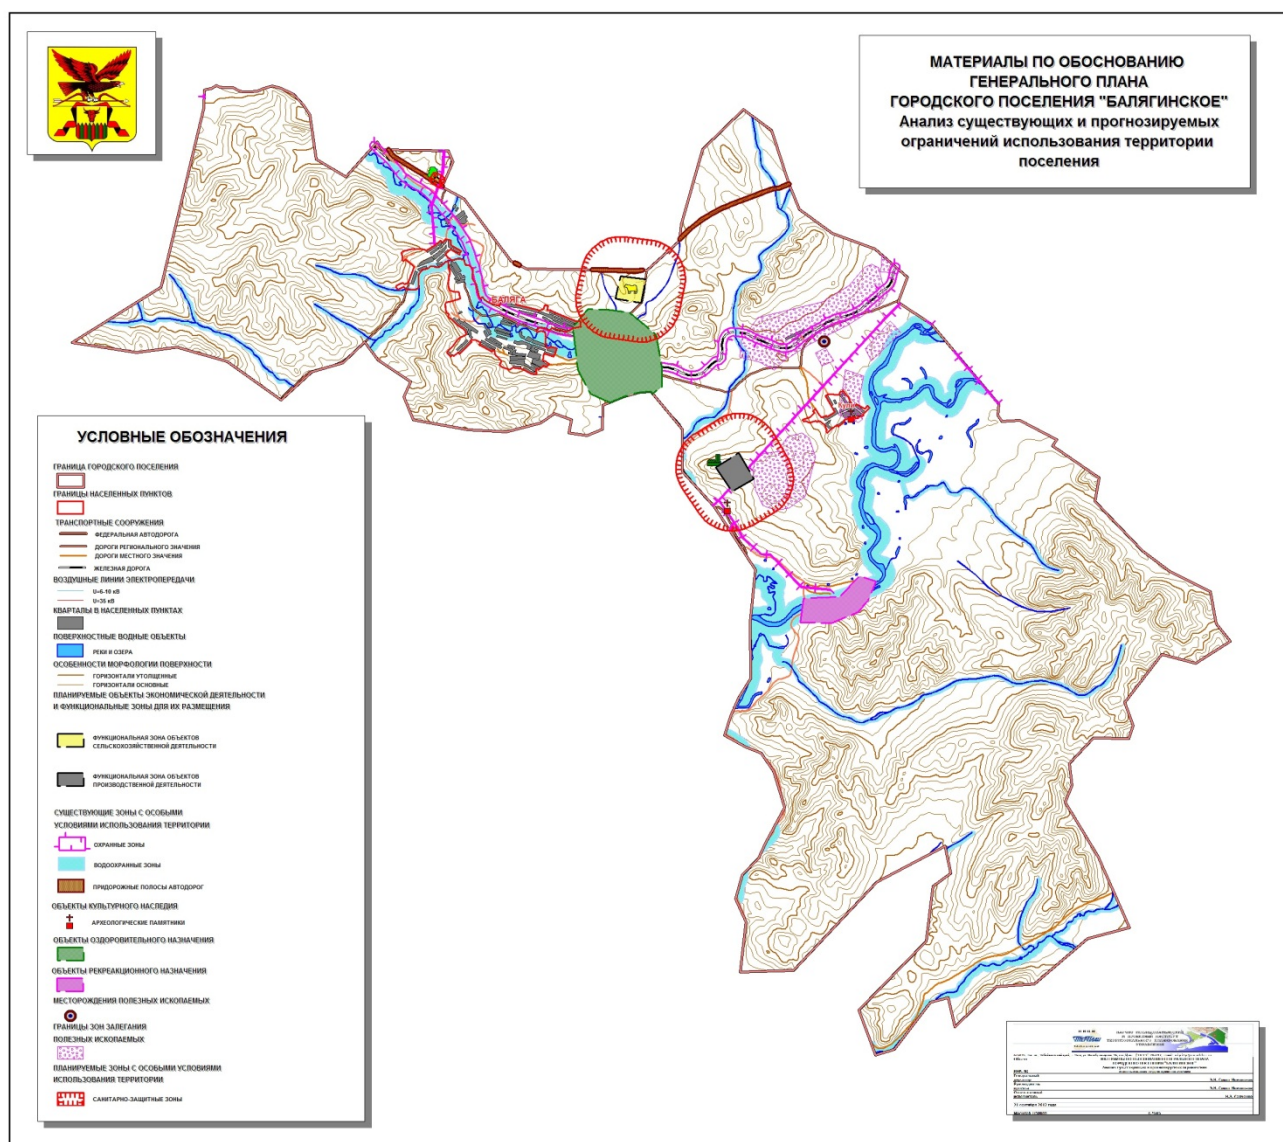 МАТЕРИАЛЫ ПО ОБОСНОВАНИЮ
ГЕНЕРАЛЬНОГО ПЛАНА
ГОРОДСКОГО ПОСЕЛЕНИЯ "БАЛЯГИНСКОЕ"
Анализ существующих и прогнозируемых
ограничений использования территории
поселения
БАЛЯГА
УСЛОВНЫЕ ОБОЗНАЧЕНИЯ
ГРАНИЦА ГОРОДСКОГО ПОСЕЛЕНИЯ
ГРАНИЦЫ НАСЕЛЕННЫХ ПУНКТОВ
ТРАНСПОРТНЫЕ СООРУЖЕНИЯ
ФЕДЕРАЛЬНАЯ АВТОДОРОГА
ДОРОГИ РЕГИОНАЛЬНОГО ЗНАЧЕНИЯ
ДОРОГИ МЕСТНОГО ЗНАЧЕНИЯ
ЖЕЛЕЗНАЯ ДОРОГА
ВОЗДУШНЫЕ ЛИНИИ ЭЛЕКТРОПЕРЕДАЧИ
U=6-10 кВ
U=35 кВ
КВАРТАЛЫ В НАСЕЛЕННЫХ ПУНКТАХ
ПОВЕРХНОСТНЫЕ ВОДНЫЕ ОБЪЕКТЫ
РЕКИ И ОЗЕРА
ОСОБЕННОСТИ МОРФОЛОГИИ ПОВЕРХНОСТИ
ГОРИЗОНТАЛИ УТОЛЩЕННЫЕ
ГОРИЗОНТАЛИ ОСНОВНЫЕ
ПЛАНИРУЕМЫЕ ОБЪЕКТЫ ЭКОНОМИЧЕСКОЙ ДЕЯТЕЛЬНОСТИ
И ФУНКЦИОНАЛЬНЫЕ ЗОНЫ ДЛЯ ИХ РАЗМЕЩЕНИЯ
ФУНКЦИОНАЛЬНАЯ ЗОНА ОБЪЕКТОВ
СЕЛЬСКОХОЗЯЙСТВЕННОЙ ДЕЯТЕЛЬНОСТИ
ФУНКЦИОНАЛЬНАЯ ЗОНА ОБЪЕКТОВ
ПРОИЗВОДСТВЕННОЙ ДЕЯТЕЛЬНОСТИ
СУЩЕСТВУЮЩИЕ ЗОНЫ С ОСОБЫМИ
УСЛОВИЯМИ ИСПОЛЬЗОВАНИЯ ТЕРРИТОРИИ
ОХРАННЫЕ ЗОНЫ
ВОДООХРАННЫЕ ЗОНЫ
ПРИДОРОЖНЫЕ ПОЛОСЫ АВТОДОРОГ
ОБЪЕКТЫ КУЛЬТУРНОГО НАСЛЕДИЯ
АРХЕОЛОГИЧЕСКИЕ ПАМЯТНИКИ
ОБЪЕКТЫ ОЗДОРОВИТЕЛЬНОГО НАЗНАЧЕНИЯ
ОБЪЕКТЫ РЕКРЕАКЦИОННОГО НАЗНАЧЕНИЯ
МЕСТОРОЖДЕНИЯ ПОЛЕЗНЫХ ИСКОПАЕМЫХ
ГРАНИЦЫ ЗОН ЗАЛЕГАНИЯ
ПОЛЕЗНЫХ ИСКОПАЕМЫХ
ПЛАНИРУЕМЫЕ ЗОНЫ С ОСОБЫМИ УСЛОВИЯМИ
ИСПОЛЬЗОВАНИЯ ТЕРРИТОРИИ
САНИТАРНО-ЗАЩИТНЫЕ ЗОНЫ